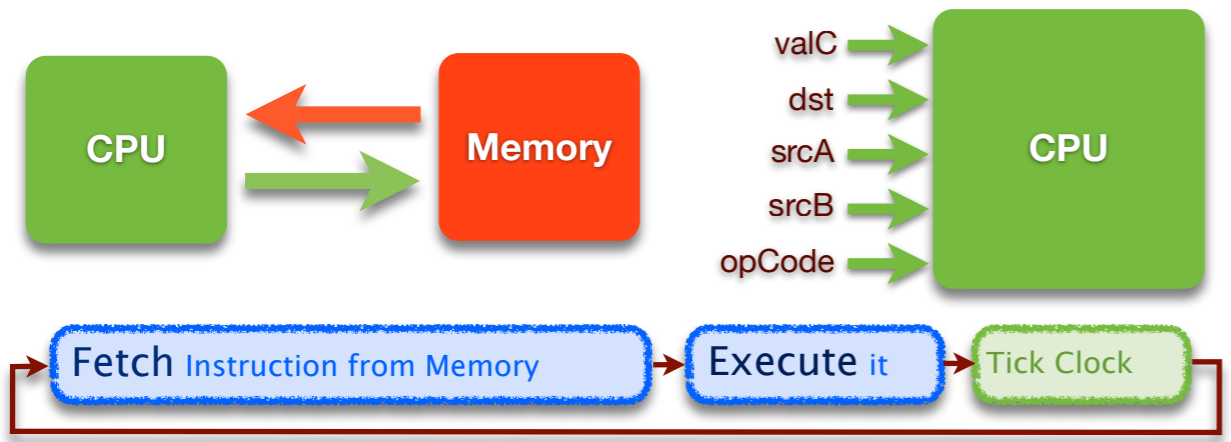 CPU
Memory
valC
dst
srcA
srcB
opCode
CPU
Fetch Instruction from Memory
Execute it
Tick Clock